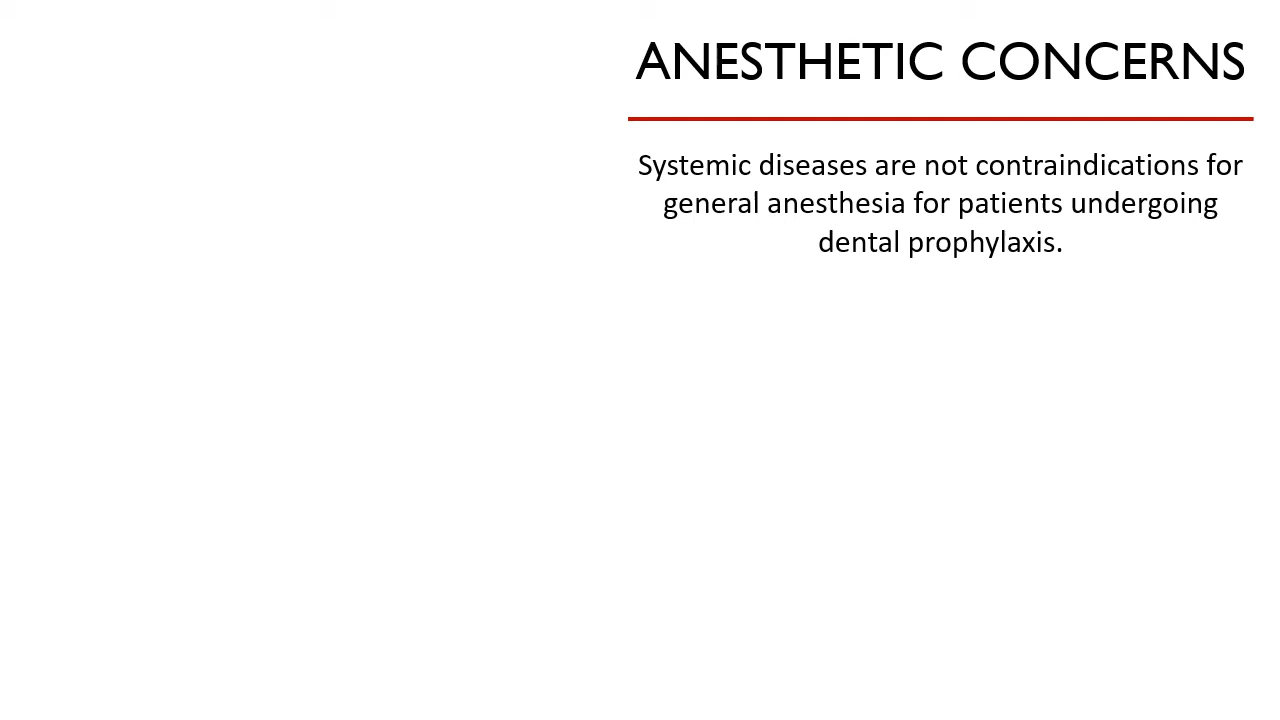 ANESTHETIC CONCERNS
Systemic diseases are not contraindications for
general anesthesia for patients undergoing
dental prophylaxis.